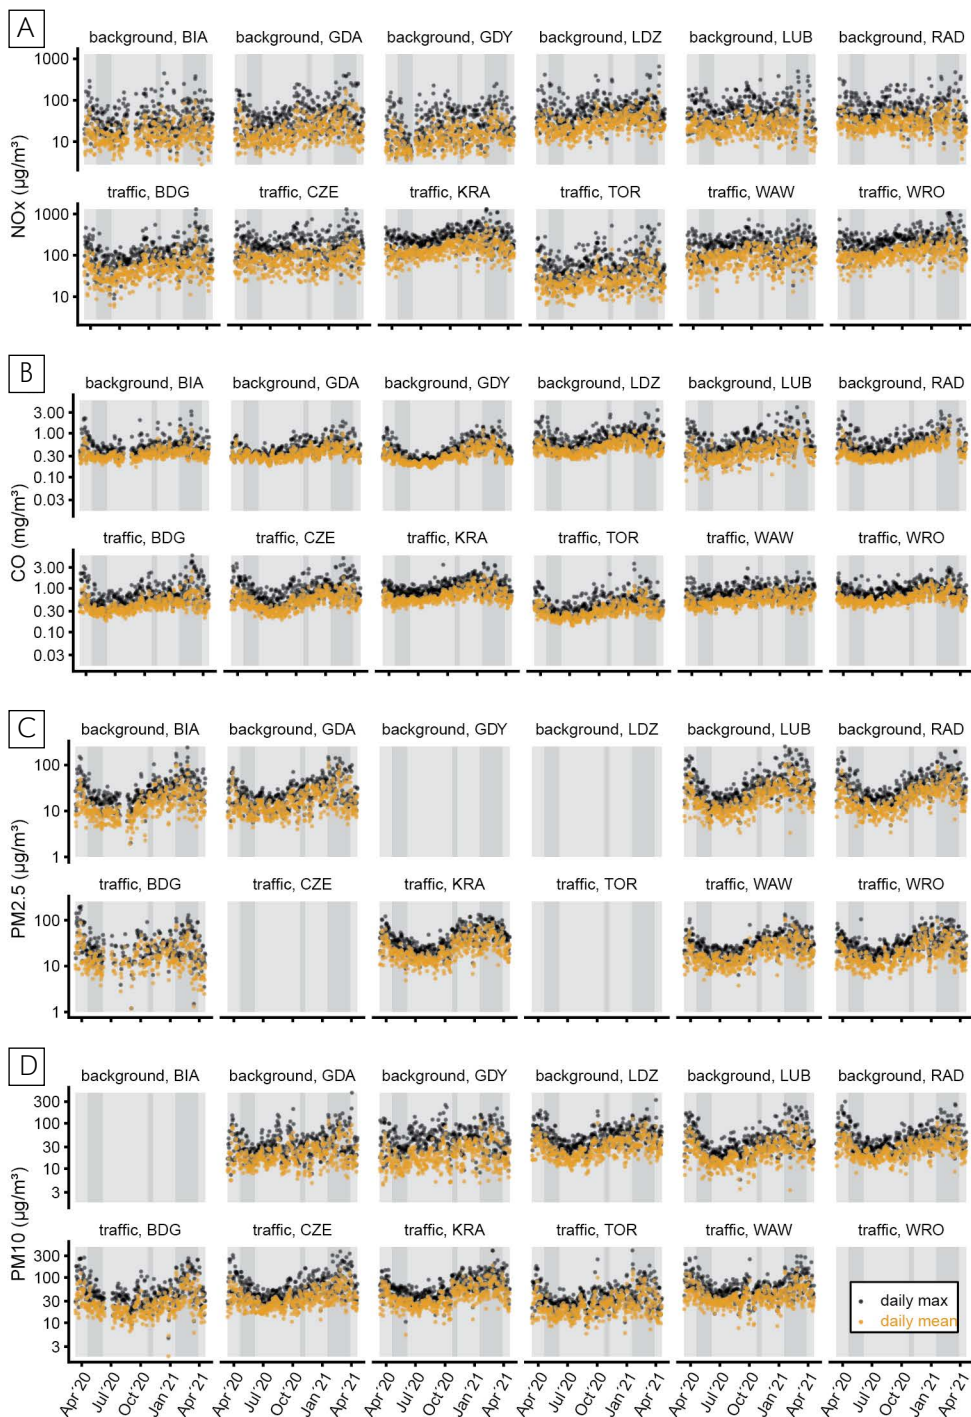 A
background, BIA
background, GDA
background, GDY
background, LDZ
background, LUB
background, RAD
1000
100
10
NOx (µg/m³)
traffic, BDG
traffic, CZE
traffic, KRA
traffic, TOR
traffic, WAW
traffic, WRO
1000
100
10
B
background, BIA
background, GDA
background, GDY
background, LDZ
background, LUB
background, RAD
3.00
1.00
0.30
0.10
0.03
CO (mg/m³)
traffic, BDG
traffic, CZE
traffic, KRA
traffic, TOR
traffic, WAW
traffic, WRO
3.00
1.00
0.30
0.10
0.03
C
background, BIA
background, GDA
background, GDY
background, LDZ
background, LUB
background, RAD
100
10
1
PM2.5 (µg/m³)
traffic, BDG
traffic, CZE
traffic, KRA
traffic, TOR
traffic, WAW
traffic, WRO
100
10
1
D
background, BIA
background, GDA
background, GDY
background, LDZ
background, LUB
background, RAD
300
100
30
10
3
PM10 (µg/m³)
traffic, BDG
traffic, CZE
traffic, KRA
traffic, TOR
traffic, WAW
traffic, WRO
300
100
30
10
3
daily max
daily mean
Apr'20 Jul'20 Oct'20 Jan'21 Apr'21
Apr'20 Jul'20 Oct'20 Jan'21 Apr'21
Apr'20 Jul'20 Oct'20 Jan'21 Apr'21
Apr'20 Jul'20 Oct'20 Jan'21 Apr'21
Apr'20 Jul'20 Oct'20 Jan'21 Apr'21
Apr'20 Jul'20 Oct'20 Jan'21 Apr'21